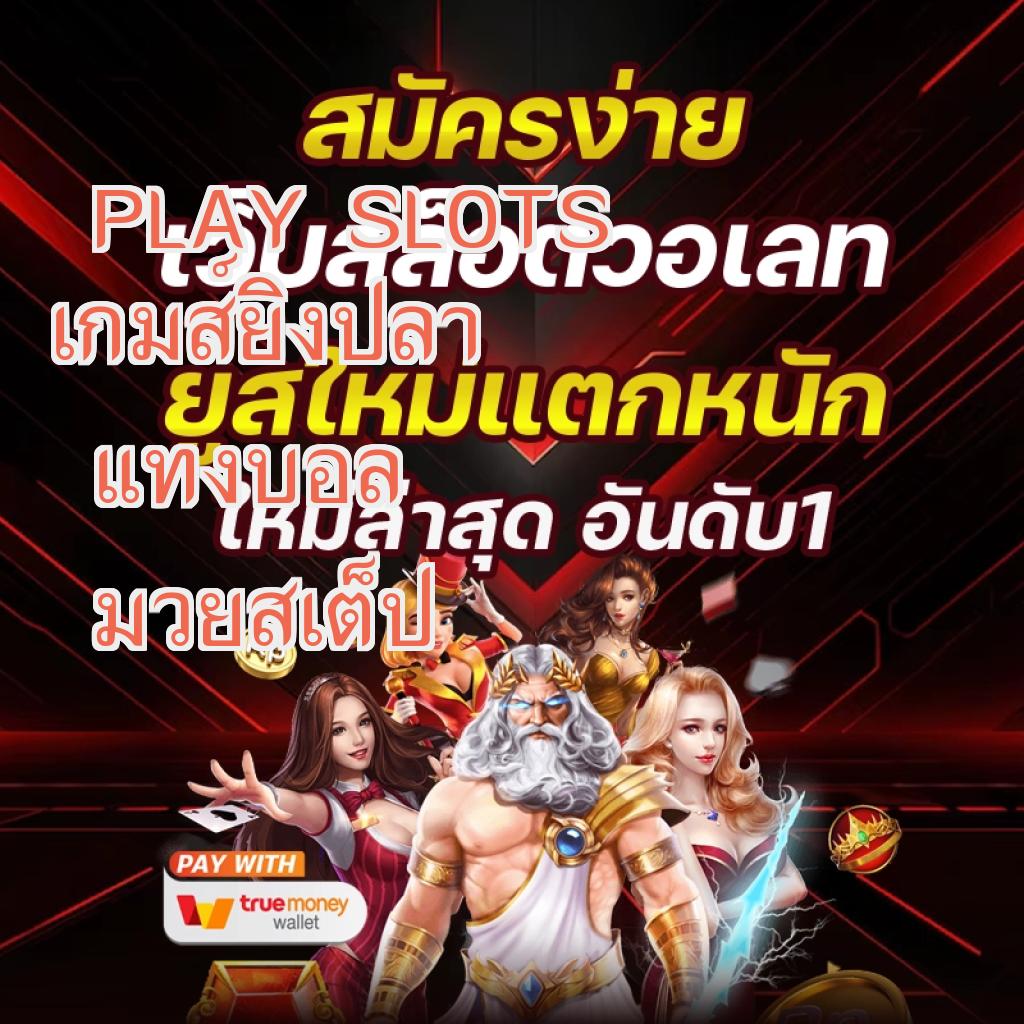 สมัครง่าย
PLAY SLOTS
เว็บสล็อตวอเลท
เกมส์ยิงปลา
ยูสใหม่แตกหนัก
แทงบอล
ใหม่ล่าสุด อันดับ1
มวยสเต็ป
PAY WITH
truemoney
wallet